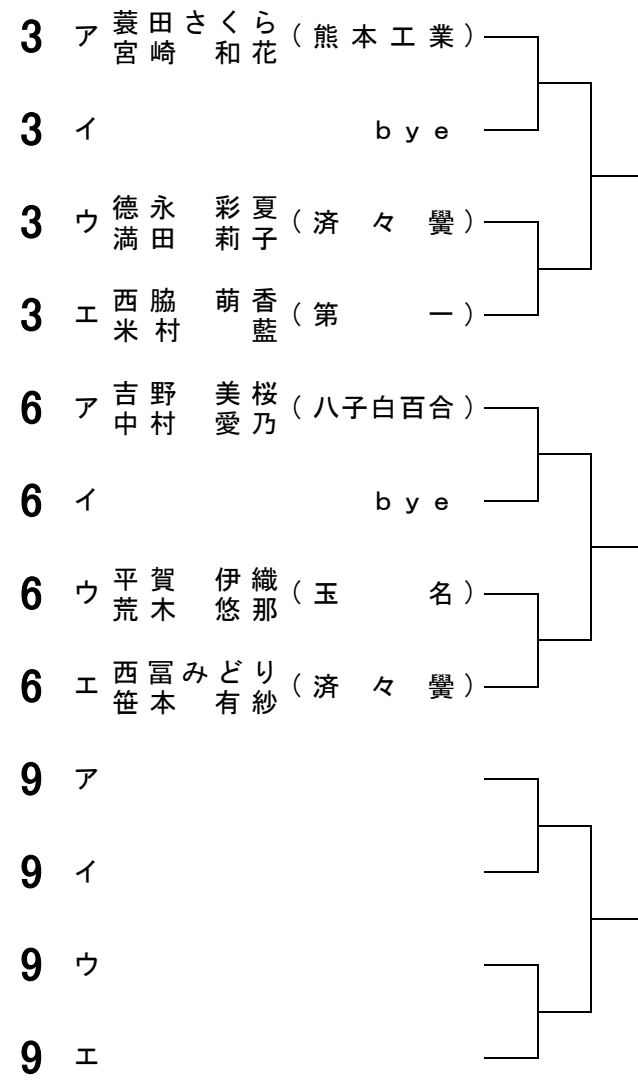 3 ア 蓑田さくら (熊本工業)
宮崎 和花
3 イ bye
3 ウ 德永 彩夏 (済々黌)
満田 莉子
3 エ 西脇 萌香 (第一)
米村 藍
6 ア 吉野 美桜 (八子白百合)
中村 愛乃
6 イ bye
6 ウ 平賀 伊織 (玉名)
荒木 悠那
6 エ 西冨みどり (済々黌)
笹本 有紗
9 ア
9 イ
9 ウ
9 エ